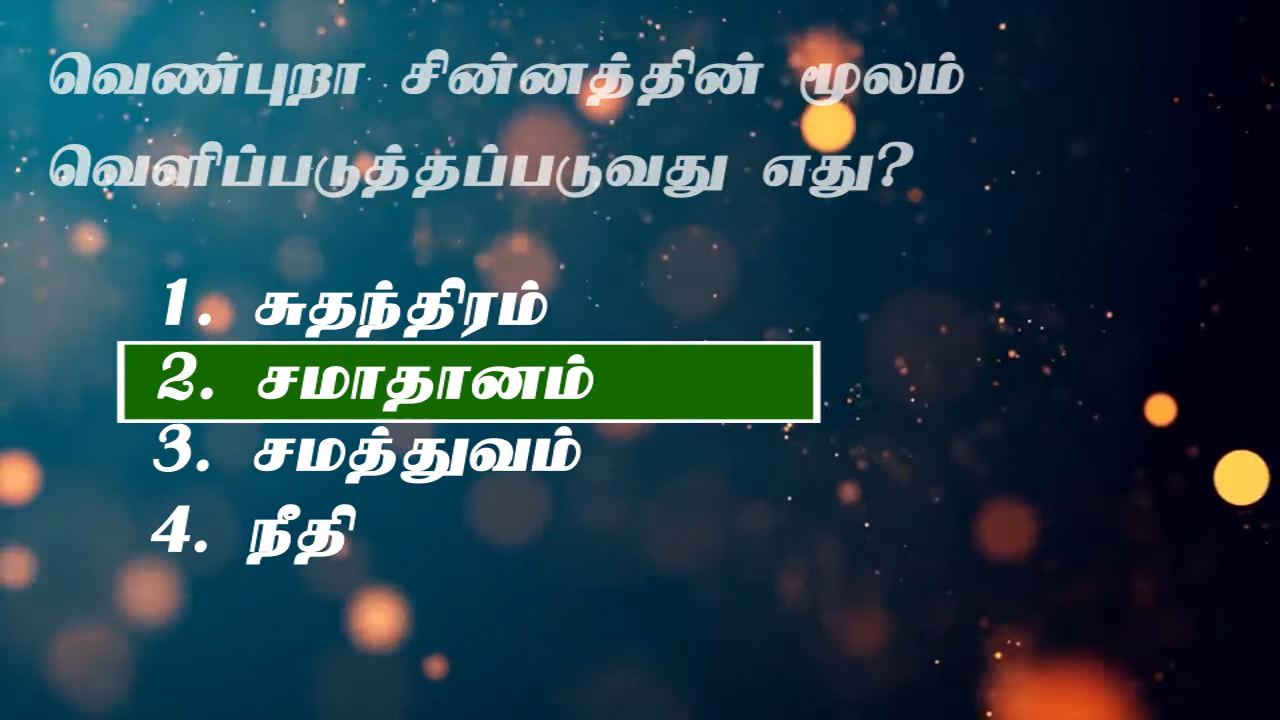 வெண்புறா சின்னத்தின் மூலம்
வெளிப்படுத்தப்படுவது எது?
1. சுதந்திரம்
2. சமாதானம்
3. சமத்துவம்
4. நீதி